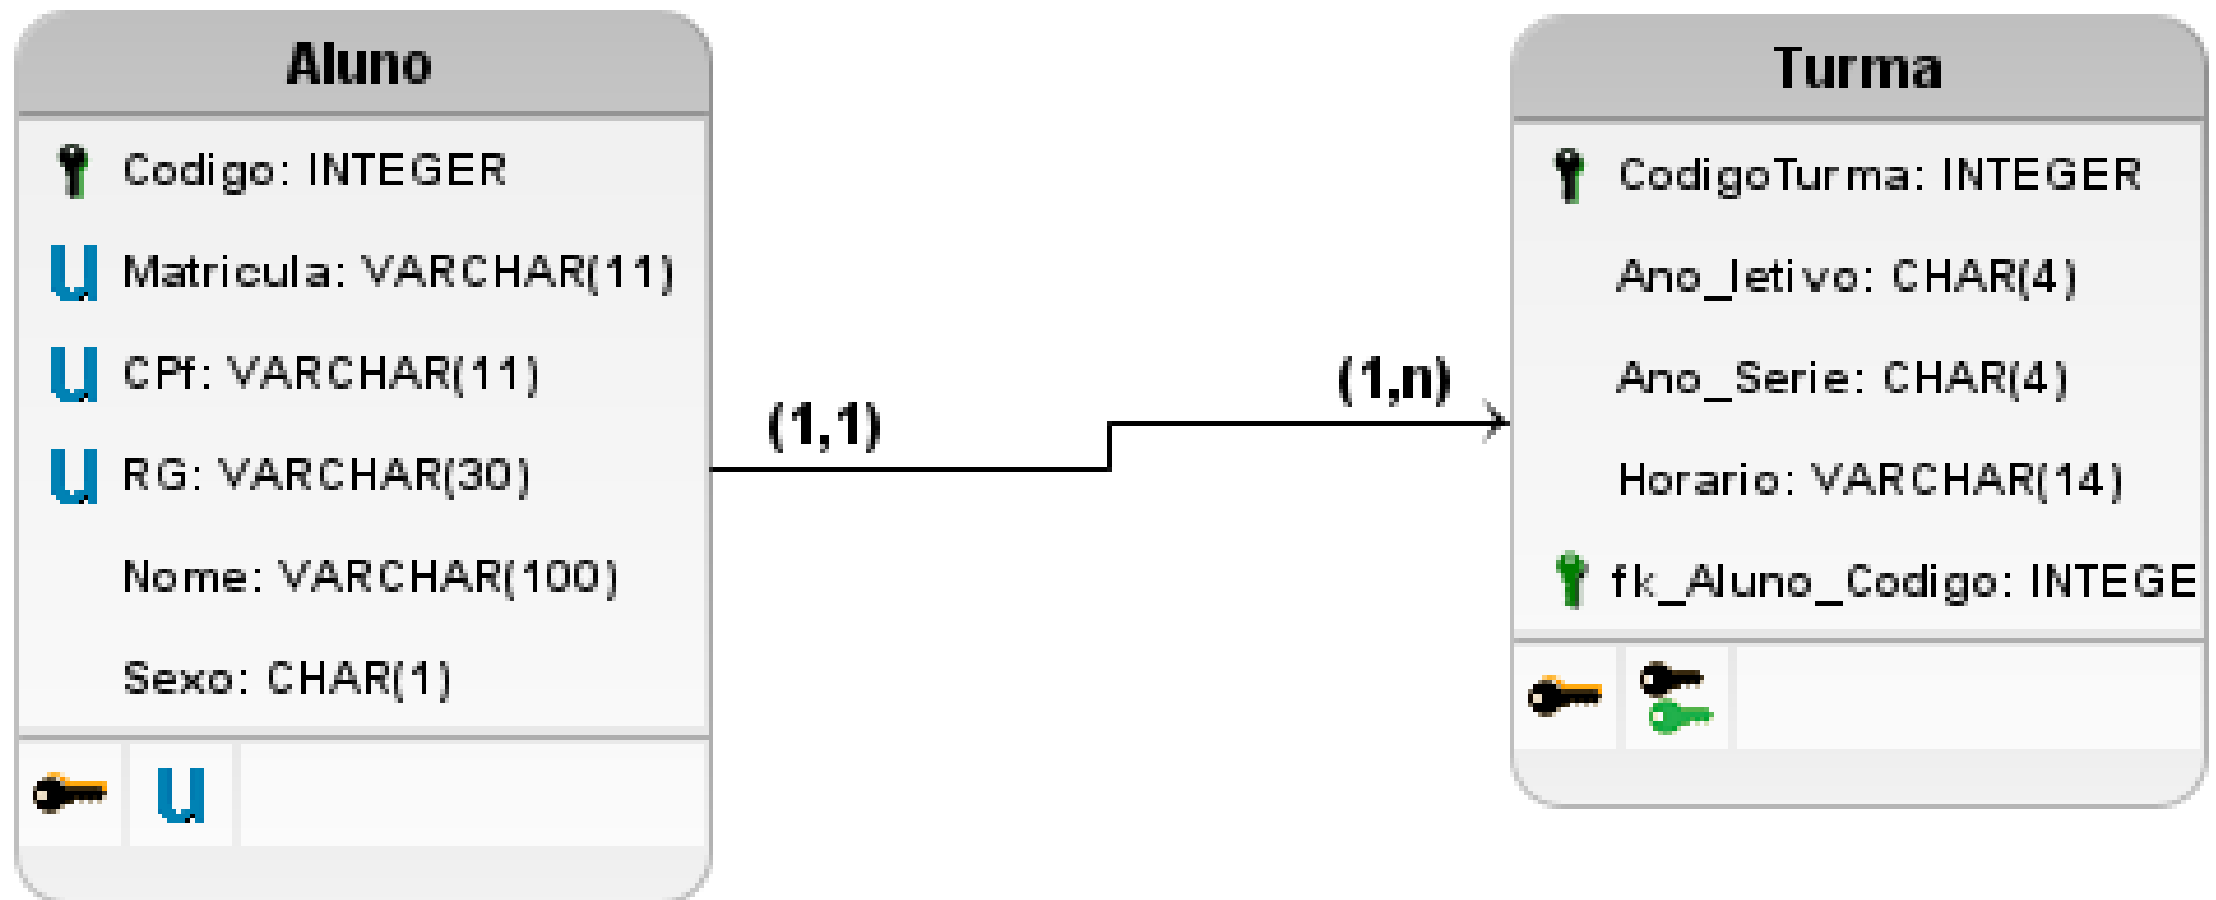 Aluno
Codigo: INTEGER
U Matricula: VARCHAR(11)
U CPf: VARCHAR(11)
U RG: VARCHAR(30)
Nome: VARCHAR(100)
Sexo: CHAR(1)
U
(1,1)
(1,n)
Turma
CodigoTurma: INTEGER
Ano_letivo: CHAR(4)
Ano_Serie: CHAR(4)
Horario: VARCHAR(14)
fk_Aluno_Codigo: INTEGE